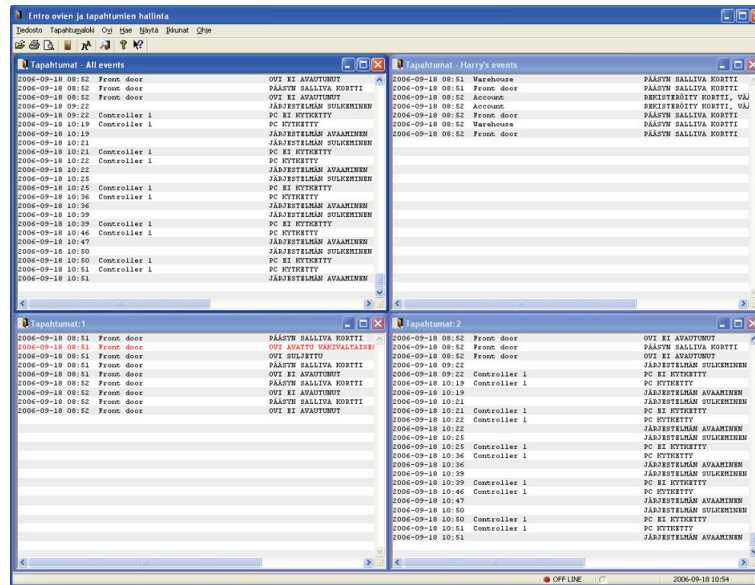 Entro ovien ja tapahtumien hallinta
Tiedosto Tapahtumaloki Ovi Hae Näytä Ikkunat Ohje
Tapahtumat - All events
2006-09-18 08:52 Front door OVI EI AVAUTUNUT
2006-09-18 08:52 Front door PÄÄSYN SALLIVA KORTTI
2006-09-18 08:52 Front door OVI EI AVAUTUNUT
2006-09-18 09:22 JÄRJESTELMÄN SULKEMINEN
2006-09-18 09:22 Controller 1 PC EI KYTKETTY
2006-09-18 10:19 Controller 1 PC KYTKETTY
2006-09-18 10:19 JÄRJESTELMÄN AVAAMINEN
2006-09-18 10:21 JÄRJESTELMÄN SULKEMINEN
2006-09-18 10:21 Controller 1 PC EI KYTKETTY
2006-09-18 10:22 Controller 1 PC KYTKETTY
2006-09-18 10:22 JÄRJESTELMÄN AVAAMINEN
2006-09-18 10:25 JÄRJESTELMÄN SULKEMINEN
2006-09-18 10:25 Controller 1 PC EI KYTKETTY
2006-09-18 10:36 Controller 1 PC KYTKETTY
2006-09-18 10:36 JÄRJESTELMÄN AVAAMINEN
2006-09-18 10:39 JÄRJESTELMÄN SULKEMINEN
2006-09-18 10:39 Controller 1 PC EI KYTKETTY
2006-09-18 10:46 Controller 1 PC KYTKETTY
2006-09-18 10:47 JÄRJESTELMÄN AVAAMINEN
2006-09-18 10:50 JÄRJESTELMÄN SULKEMINEN
2006-09-18 10:50 Controller 1 PC EI KYTKETTY
2006-09-18 10:51 Controller 1 PC KYTKETTY
2006-09-18 10:51 JÄRJESTELMÄN AVAAMINEN
Tapahtumat - Harry's events
2006-09-18 08:51 Warehouse PÄÄSYN SALLIVA KORTTI
2006-09-18 08:51 Front door PÄÄSYN SALLIVA KORTTI
2006-09-18 08:52 Account REKISTERÖITY KORTTI, VÄÄ
2006-09-18 08:52 Account REKISTERÖITY KORTTI, VÄÄ
2006-09-18 08:52 Front door PÄÄSYN SALLIVA KORTTI
2006-09-18 08:52 Warehouse PÄÄSYN SALLIVA KORTTI
2006-09-18 08:52 Front door PÄÄSYN SALLIVA KORTTI
Tapahtumat:1
2006-09-18 08:51 Front door PÄÄSYN SALLIVA KORTTI
2006-09-18 08:51 Front door OVI AVATTU VÄKIVALTAISE
2006-09-18 08:51 Front door OVI SULJETTU
2006-09-18 08:51 Front door PÄÄSYN SALLIVA KORTTI
2006-09-18 08:51 Front door OVI EI AVAUTUNUT
2006-09-18 08:52 Front door PÄÄSYN SALLIVA KORTTI
2006-09-18 08:52 Front door OVI EI AVAUTUNUT
2006-09-18 08:52 Front door PÄÄSYN SALLIVA KORTTI
2006-09-18 08:52 Front door OVI EI AVAUTUNUT
Tapahtumat:2
2006-09-18 08:52 Front door OVI EI AVAUTUNUT
2006-09-18 08:52 Front door PÄÄSYN SALLIVA KORTTI
2006-09-18 08:52 Front door OVI EI AVAUTUNUT
2006-09-18 09:22 JÄRJESTELMÄN SULKEMINEN
2006-09-18 09:22 Controller 1 PC EI KYTKETTY
2006-09-18 10:19 Controller 1 PC KYTKETTY
2006-09-18 10:19 JÄRJESTELMÄN AVAAMINEN
2006-09-18 10:21 JÄRJESTELMÄN SULKEMINEN
2006-09-18 10:21 Controller 1 PC EI KYTKETTY
2006-09-18 10:22 Controller 1 PC KYTKETTY
2006-09-18 10:22 JÄRJESTELMÄN AVAAMINEN
2006-09-18 10:25 JÄRJESTELMÄN SULKEMINEN
2006-09-18 10:25 Controller 1 PC EI KYTKETTY
2006-09-18 10:36 Controller 1 PC KYTKETTY
2006-09-18 10:36 JÄRJESTELMÄN AVAAMINEN
2006-09-18 10:39 JÄRJESTELMÄN SULKEMINEN
2006-09-18 10:39 Controller 1 PC EI KYTKETTY
2006-09-18 10:46 Controller 1 PC KYTKETTY
2006-09-18 10:47 JÄRJESTELMÄN AVAAMINEN
2006-09-18 10:50 JÄRJESTELMÄN SULKEMINEN
2006-09-18 10:50 Controller 1 PC EI KYTKETTY
2006-09-18 10:51 Controller 1 PC KYTKETTY
2006-09-18 10:51 JÄRJESTELMÄN AVAAMINEN
OFF LINE 2006-09-18 10:54